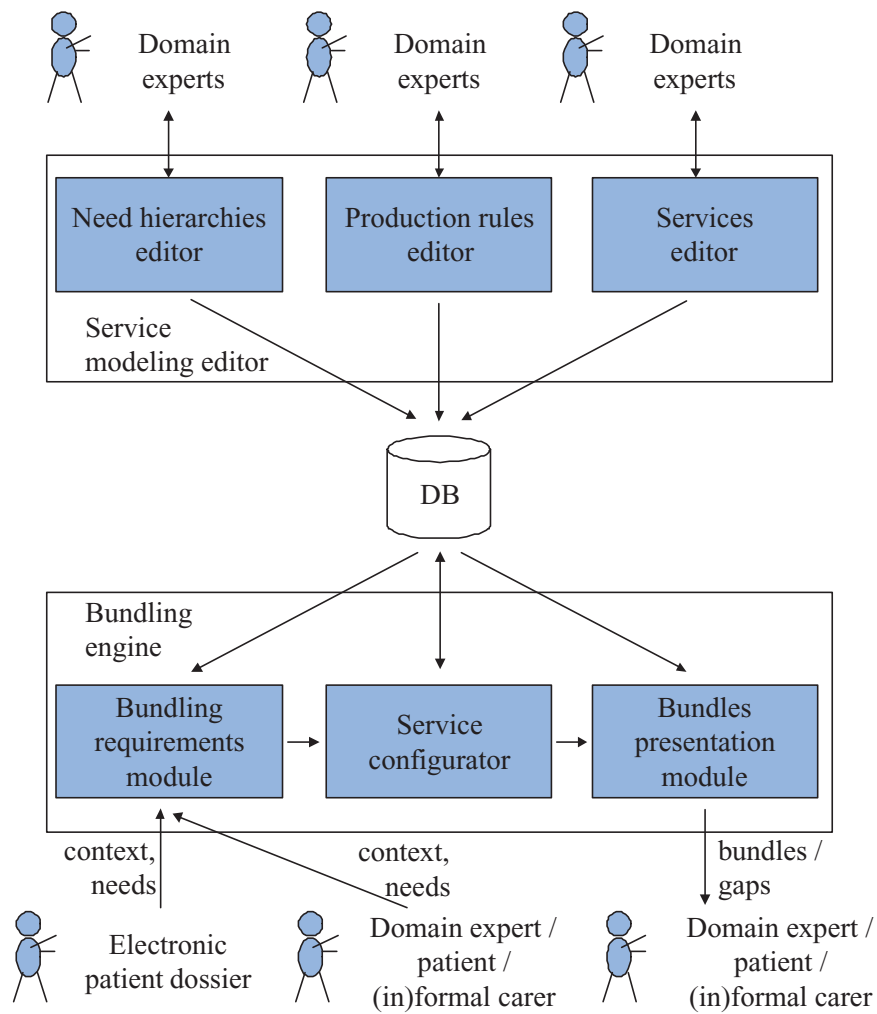 Domain
experts
Domain
experts
Domain
experts
Need hierarchies
editor
Production rules
editor
Services
editor
Service
modeling editor
DB
Bundling
engine
Bundling
requirements
module
Service
configurator
Bundles
presentation
module
context,
needs
context,
needs
bundles /
gaps
Electronic
patient dossier
Domain expert /
patient /
(in)formal carer
Domain expert /
patient /
(in)formal carer